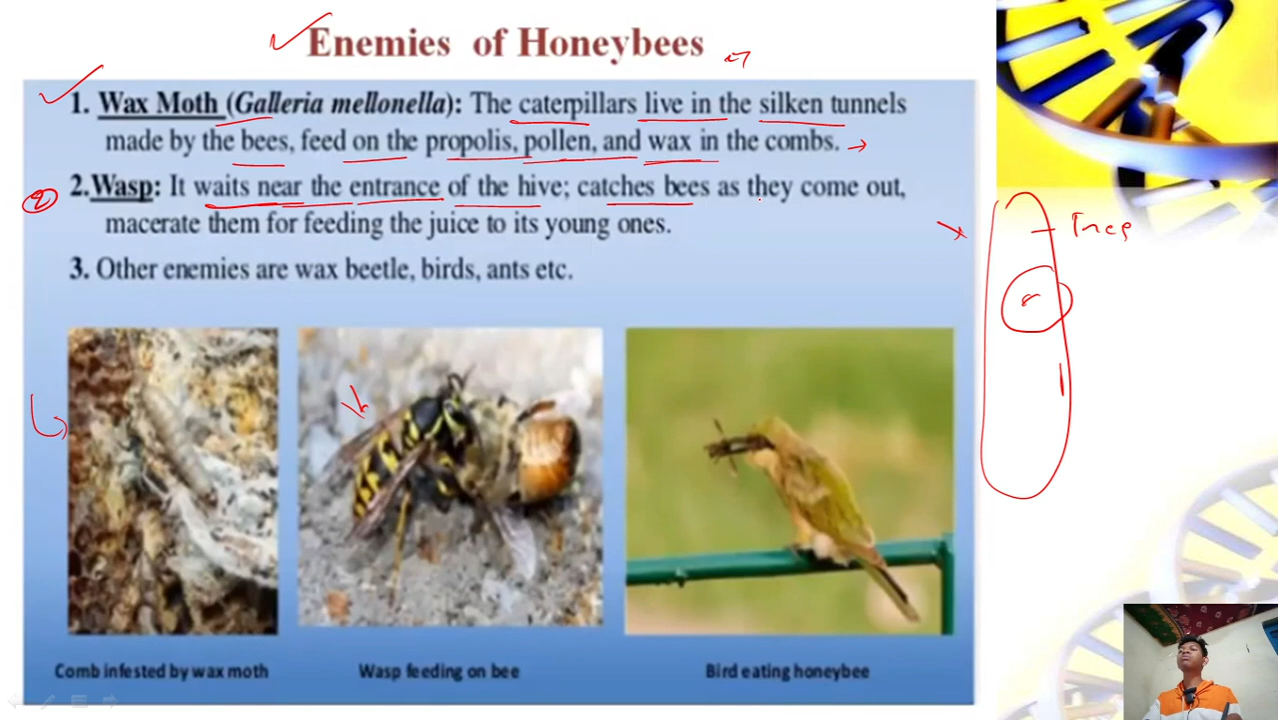 Enemies of Honeybees
1. Wax Moth (Galleria mellonella): The caterpillars live in the silken tunnels
made by the bees, feed on the propolis, pollen, and wax in the combs.
2. Wasp: It waits near the entrance of the hive; catches bees as they come out,
macerate them for feeding the juice to its young ones.
3. Other enemies are wax beetle, birds, ants etc.
Tree
Comb infested by wax moth
Wasp feeding on bee
Bird eating honeybee